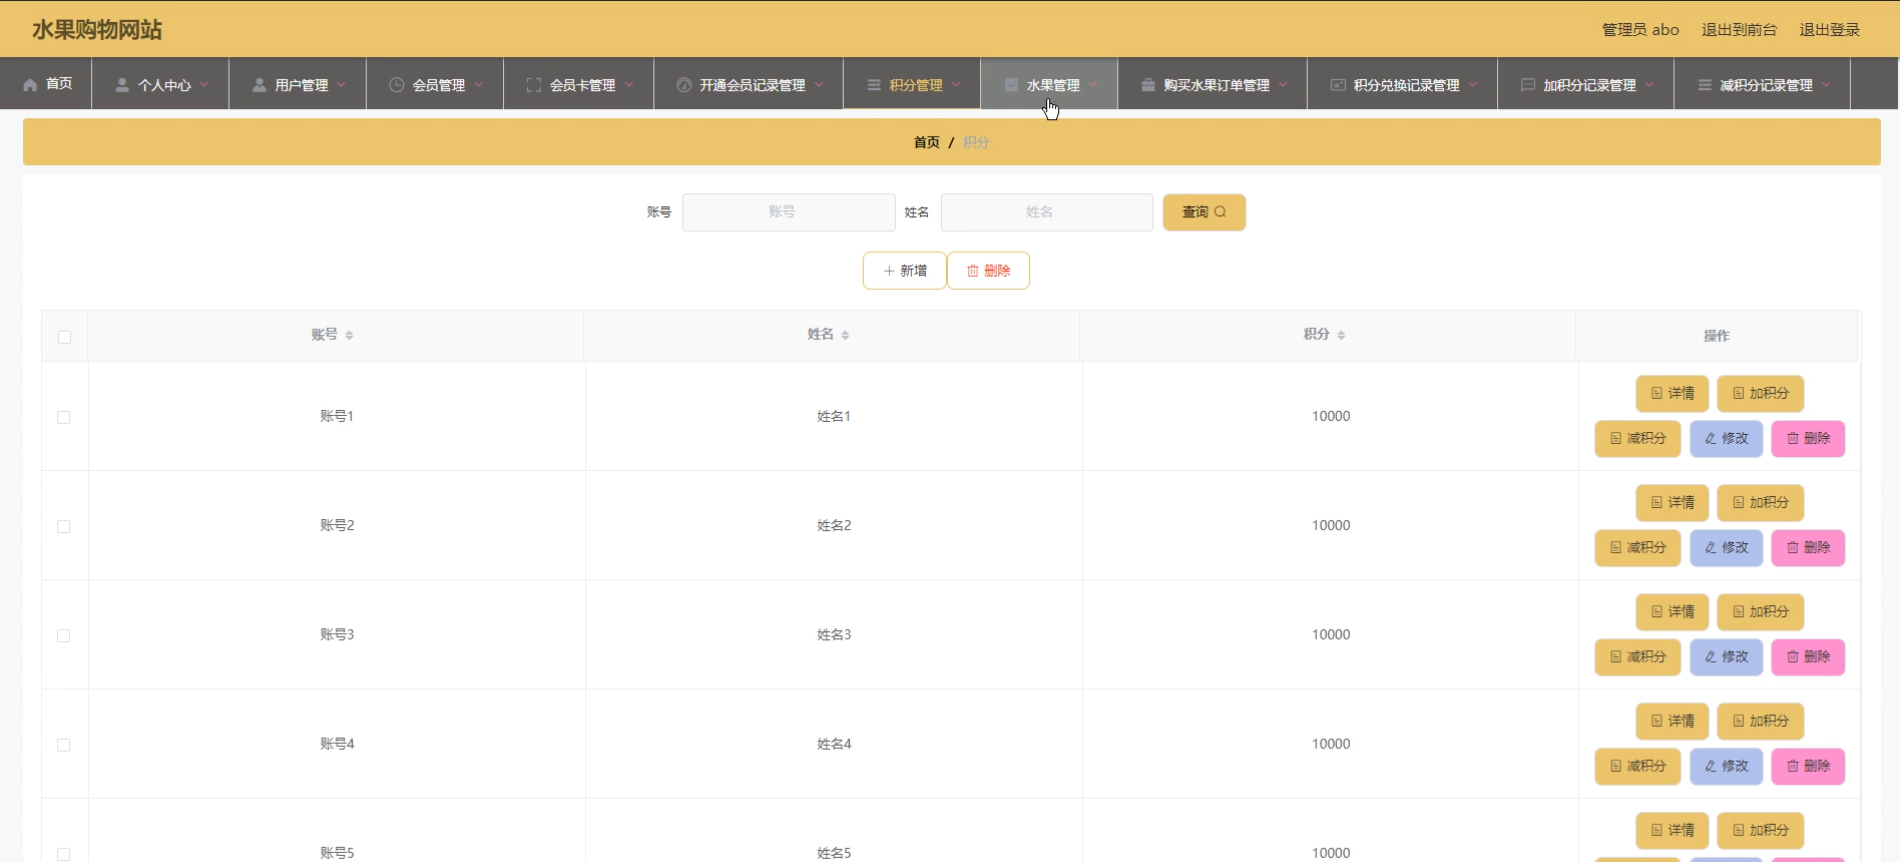 水果购物网站 管理员 abo 退出到前台 退出登录
首页 个人中心 用户管理 会员管理 会员卡管理 开通会员记录管理 积分管理 水果管理 购买水果订单管理 积分兑换记录管理 加积分记录管理 减积分记录管理
首页 / 积分
账号 账号 姓名 姓名 查询
新增 删除
账号 姓名 积分 操作
详情 加积分
账号1 姓名1 10000
减积分 修改 删除
详情 加积分
账号2 姓名2 10000
减积分 修改 删除
详情 加积分
账号3 姓名3 10000
减积分 修改 删除
详情 加积分
账号4 姓名4 10000
减积分 修改 删除
详情 加积分
账号5 姓名5 10000